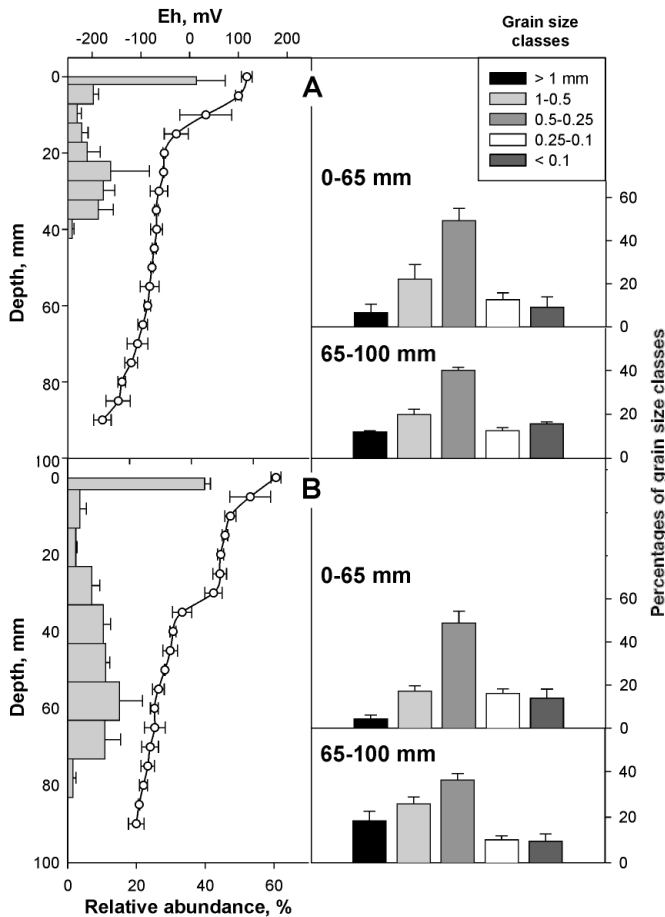 Eh, mV
-200 -100 0 100 200
Grain size
classes
> 1 mm
1-0.5
0.5-0.25
0.25-0.1
< 0.1
A
0
20
40
60
80
100
Depth, mm
0-65 mm
60
40
20
0
65-100 mm
40
20
0
Percentages of grain size classes
B
0
20
40
60
80
100
Depth, mm
0-65 mm
60
40
20
0
65-100 mm
40
20
0
0 20 40 60
Relative abundance, %